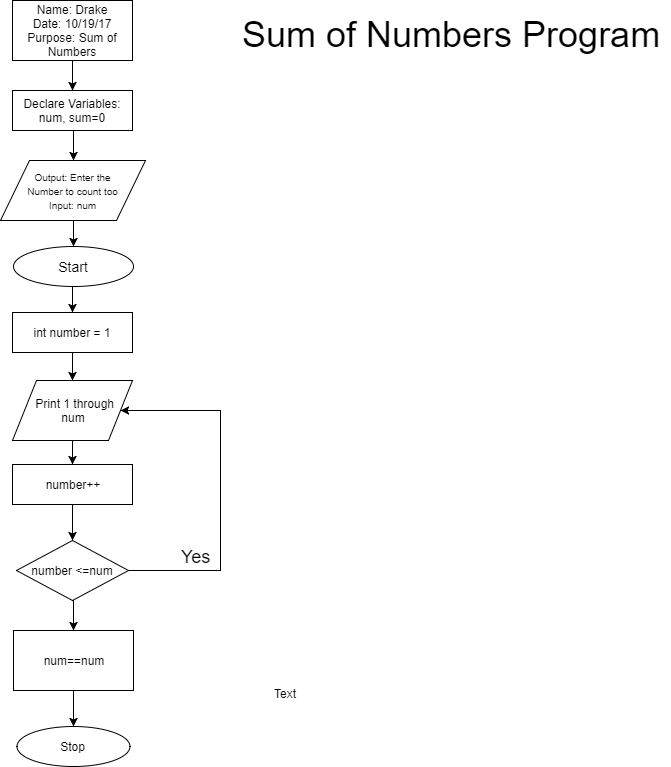 Name: Drake
Date: 10/19/17
Purpose: Sum of
Numbers
Sum of Numbers Program
Declare Variables:
num, sum=0
Output: Enter the
Number to count too
Input: num
Start
int number = 1
Print 1 through
num
number++
Yes
number <=num
num==num
Text
Stop